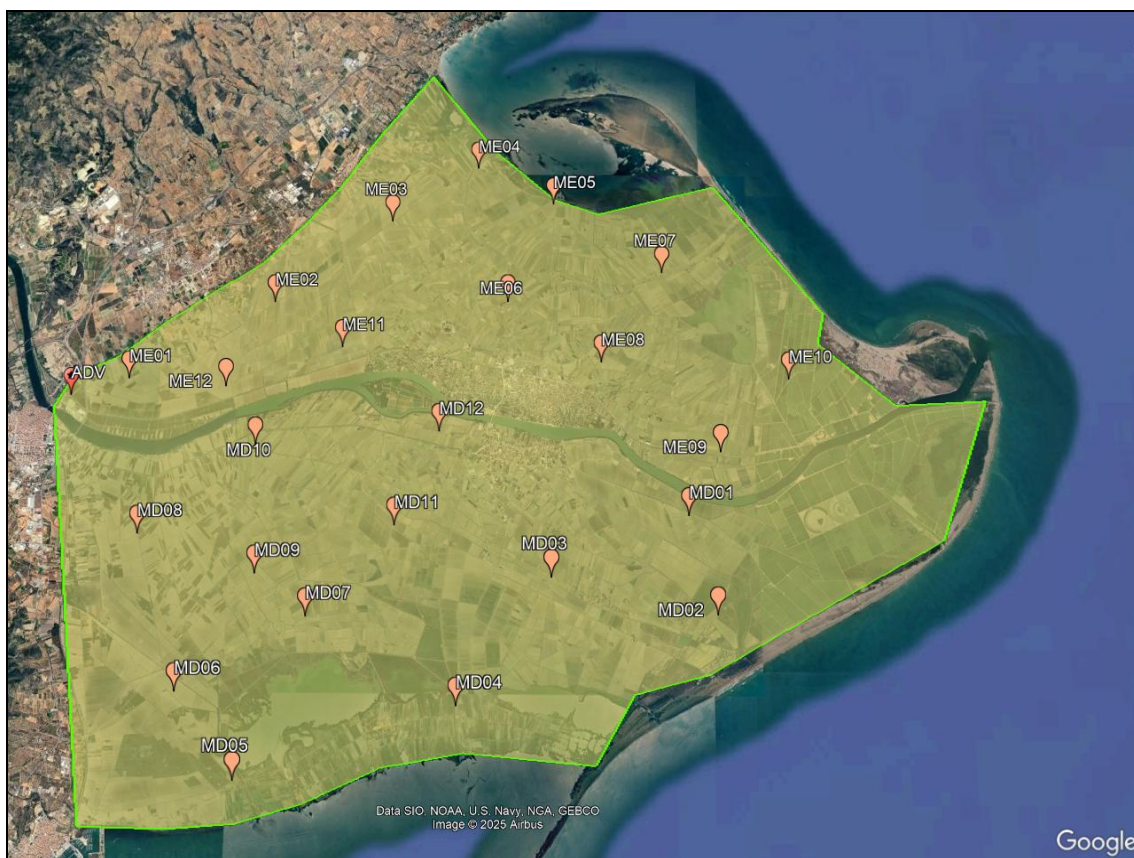 ME04
ME05
ME03
ME07
ME02
ME06
ME11
ME08
ME01
ME10
ADV
ME12
MD12
MD10
ME09
MD01
MD11
MD08
MD09
MD03
MD07
MD02
MD06
MD04
MD05
Data SIO, NOAA, U.S. Navy, NGA, GEBCO
Image © 2025 Airbus
Google